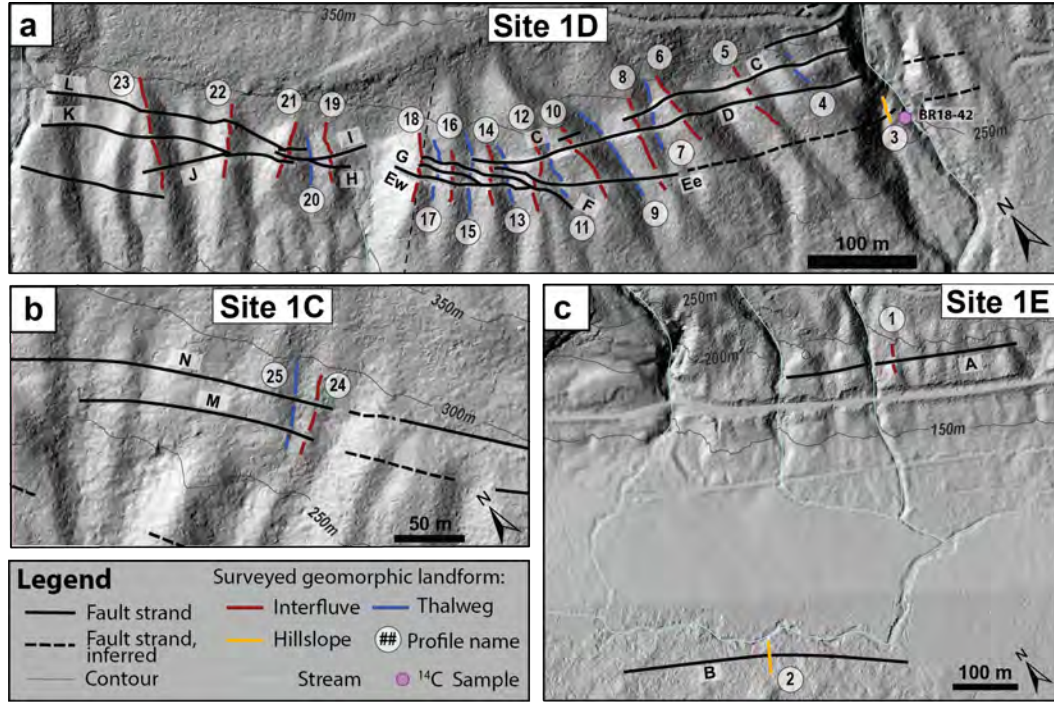 a
Site 1D
350m
L
K
23
22
21
19
I
J
H
20
18
16
14
12
10
8
6
5
C
C
D
4
3
BR18-42
250m
G
Ew
17
15
13
F
11
9
7
Ee
100 m
N
b
Site 1C
350m
N
25
24
M
300m
250m
50 m
N
c
Site 1E
250m
200m
1
A
150m
B
2
100 m
N
Legend
Surveyed geomorphic landform:
Fault strand
Interfluve
Thalweg
Fault strand, inferred
Hillslope
## Profile name
Contour
Stream
14C Sample